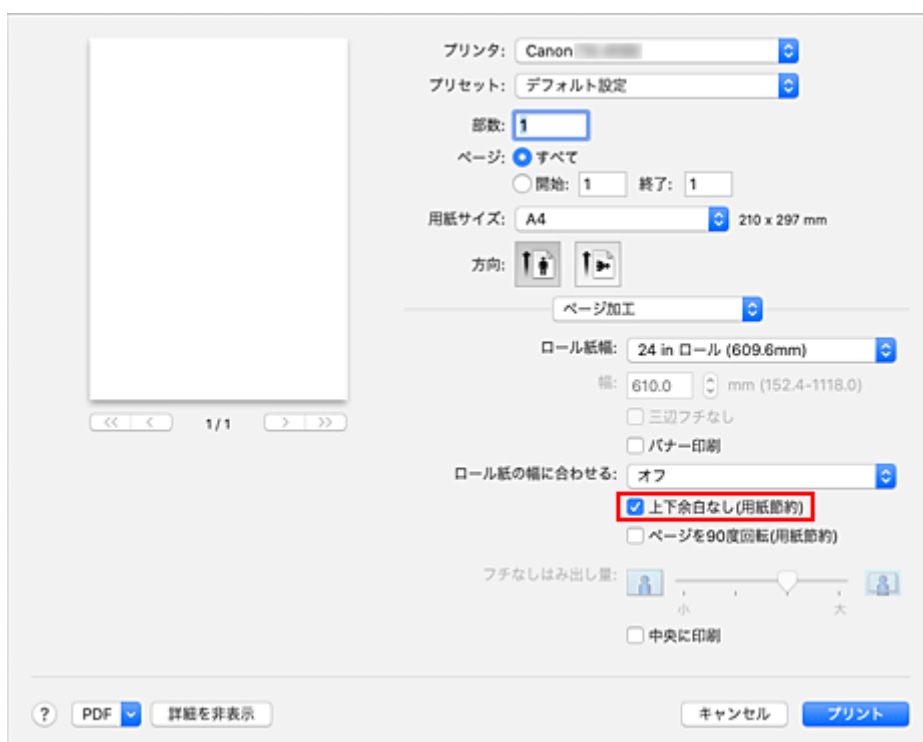 プリンタ: Canon
プリセット: デフォルト設定
部数: 1
ページ: すべて
開始: 1 終了: 1
用紙サイズ: A4 210 x 297 mm
方向:
ページ加工
ロール紙幅: 24 in ロール (609.6mm)
幅: 610.0 mm (152.4-1118.0)
三辺フチなし
バナー印刷
ロール紙の幅に合わせる: オフ
上下余白なし(用紙節約)
ページを90度回転(用紙節約)
フチなしはみ出し量:
小 大
中央に印刷
<< < 1/1 > >>
? PDF 詳細を非表示 キャンセル プリント